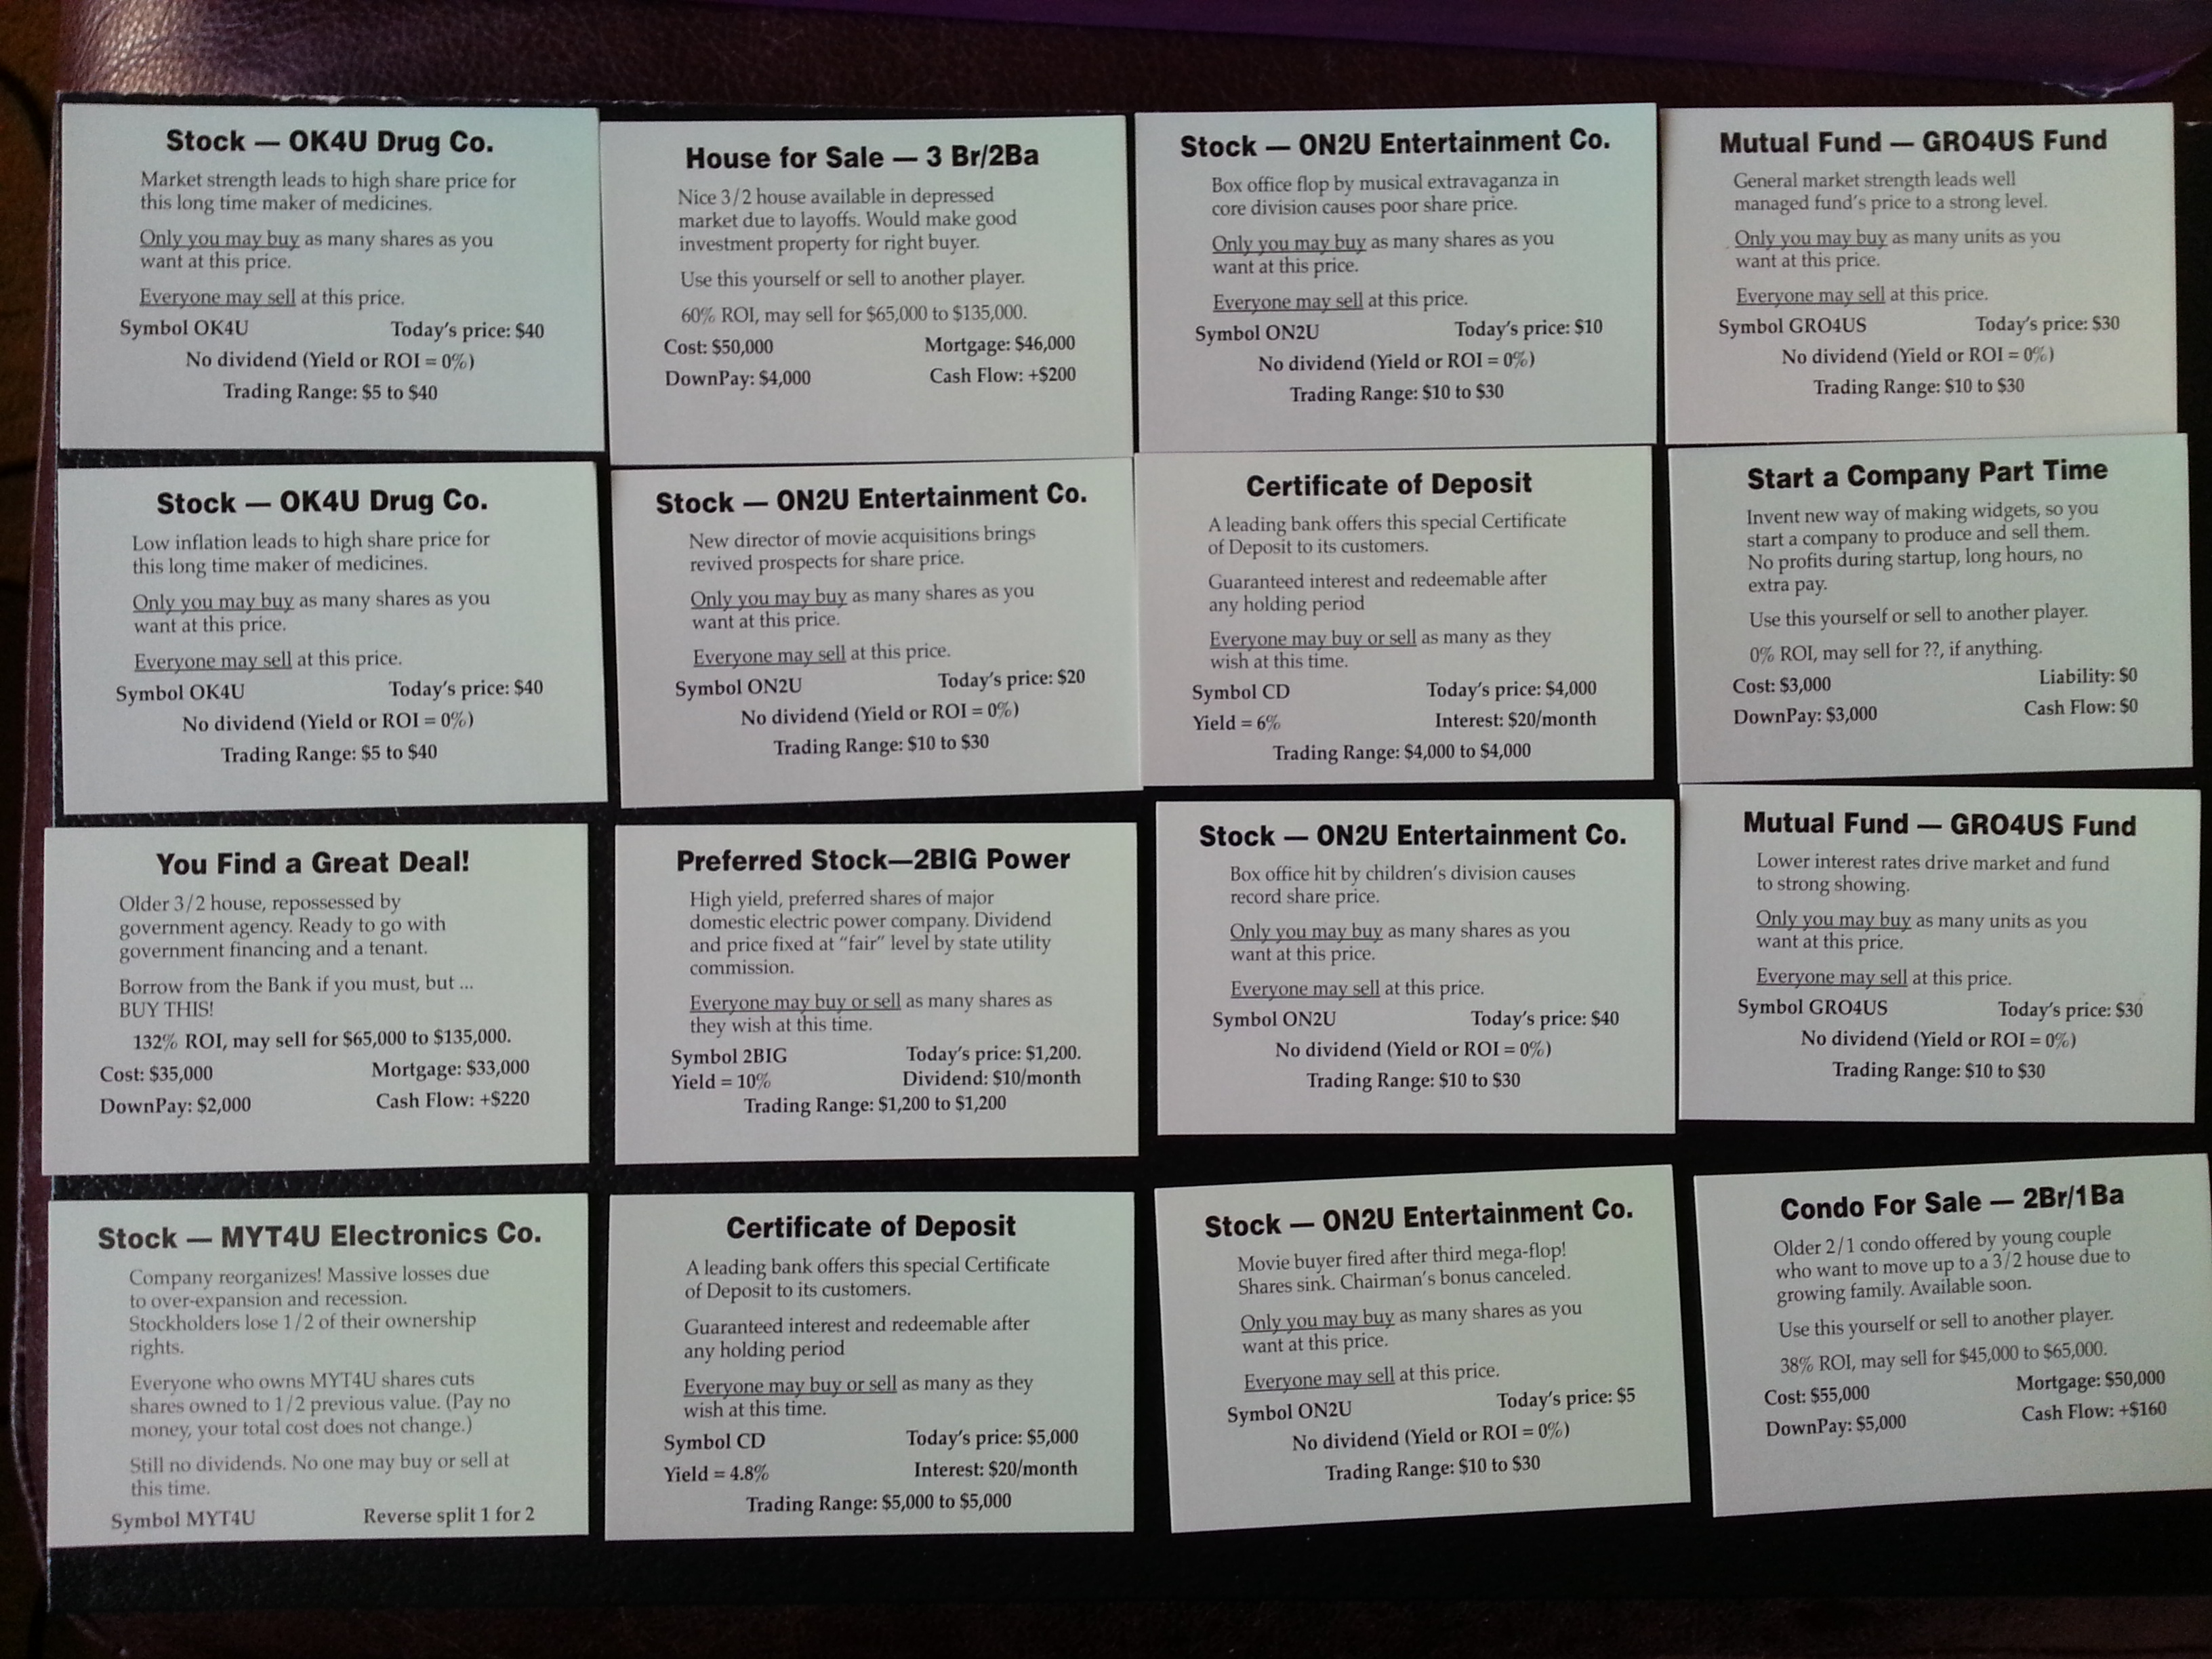 Stock — OK4U Drug Co.
Market strength leads to high share price for
this long time maker of medicines.
Only you may buy as many shares as you
want at this price.
Everyone may sell at this price.
Symbol OK4U Today's price: $40
No dividend (Yield or ROI = 0%)
Trading Range: $5 to $40
House for Sale — 3 Br/2Ba
Nice 3/2 house available in depressed
market due to layoffs. Would make good
investment property for right buyer.
Use this yourself or sell to another player.
60% ROI, may sell for $65,000 to $135,000.
Cost: $50,000 Mortgage: $46,000
DownPay: $4,000 Cash Flow: +$200
Stock — ON2U Entertainment Co.
Box office flop by musical extravaganza in
core division causes poor share price.
Only you may buy as many shares as you
want at this price.
Everyone may sell at this price.
Symbol ON2U Today's price: $10
No dividend (Yield or ROI = 0%)
Trading Range: $10 to $30
Mutual Fund — GRO4US Fund
General market strength leads well
managed fund's price to a strong level.
Only you may buy as many units as you
want at this price.
Everyone may sell at this price.
Symbol GRO4US Today's price: $30
No dividend (Yield or ROI = 0%)
Trading Range: $10 to $30
Stock — OK4U Drug Co.
Low inflation leads to high share price for
this long time maker of medicines.
Only you may buy as many shares as you
want at this price.
Everyone may sell at this price.
Symbol OK4U Today's price: $40
No dividend (Yield or ROI = 0%)
Trading Range: $5 to $40
Stock — ON2U Entertainment Co.
New director of movie acquisitions brings
revived prospects for share price.
Only you may buy as many shares as you
want at this price.
Everyone may sell at this price.
Symbol ON2U Today's price: $20
No dividend (Yield or ROI = 0%)
Trading Range: $10 to $30
Certificate of Deposit
A leading bank offers this special Certificate
of Deposit to its customers.
Guaranteed interest and redeemable after
any holding period
Everyone may buy or sell as many as they
wish at this time.
Symbol CD Today's price: $4,000
Yield = 6% Interest: $20/month
Trading Range: $4,000 to $4,000
Start a Company Part Time
Invent new way of making widgets, so you
start a company to produce and sell them.
No profits during startup, long hours, no
extra pay.
Use this yourself or sell to another player.
0% ROI, may sell for ??, if anything.
Cost: $3,000 Liability: $0
DownPay: $3,000 Cash Flow: $0
You Find a Great Deal!
Older 3/2 house, repossessed by
government agency. Ready to go with
government financing and a tenant.
Borrow from the Bank if you must, but ...
BUY THIS!
132% ROI, may sell for $65,000 to $135,000.
Cost: $35,000 Mortgage: $33,000
DownPay: $2,000 Cash Flow: +$220
Preferred Stock—2BIG Power
High yield, preferred shares of major
domestic electric power company. Dividend
and price fixed at “fair” level by state utility
commission.
Everyone may buy or sell as many shares as
they wish at this time.
Symbol 2BIG Today's price: $1,200.
Yield = 10% Dividend: $10/month
Trading Range: $1,200 to $1,200
Stock — ON2U Entertainment Co.
Box office hit by children's division causes
record share price.
Only you may buy as many shares as you
want at this price.
Everyone may sell at this price.
Symbol ON2U Today's price: $40
No dividend (Yield or ROI = 0%)
Trading Range: $10 to $30
Mutual Fund — GRO4US Fund
Lower interest rates drive market and fund
to strong showing.
Only you may buy as many units as you
want at this price.
Everyone may sell at this price.
Symbol GRO4US Today's price: $30
No dividend (Yield or ROI = 0%)
Trading Range: $10 to $30
Stock — MYT4U Electronics Co.
Company reorganizes! Massive losses due
to over-expansion and recession.
Stockholders lose 1/2 of their ownership
rights.
Everyone who owns MYT4U shares cuts
shares owned to 1/2 previous value. (Pay no
money, your total cost does not change.)
Still no dividends. No one may buy or sell at
this time.
Symbol MYT4U Reverse split 1 for 2
Certificate of Deposit
A leading bank offers this special Certificate
of Deposit to its customers.
Guaranteed interest and redeemable after
any holding period
Everyone may buy or sell as many as they
wish at this time.
Symbol CD Today's price: $5,000
Yield = 4.8% Interest: $20/month
Trading Range: $5,000 to $5,000
Stock — ON2U Entertainment Co.
Movie buyer fired after third mega-flop!
Shares sink. Chairman's bonus canceled.
Only you may buy as many shares as you
want at this price.
Everyone may sell at this price.
Symbol ON2U Today's price: $5
No dividend (Yield or ROI = 0%)
Trading Range: $10 to $30
Condo For Sale — 2Br/1Ba
Older 2/1 condo offered by young couple
who want to move up to a 3/2 house due to
growing family. Available soon.
Use this yourself or sell to another player.
38% ROI, may sell for $45,000 to $65,000.
Cost: $55,000 Mortgage: $50,000
DownPay: $5,000 Cash Flow: +$160